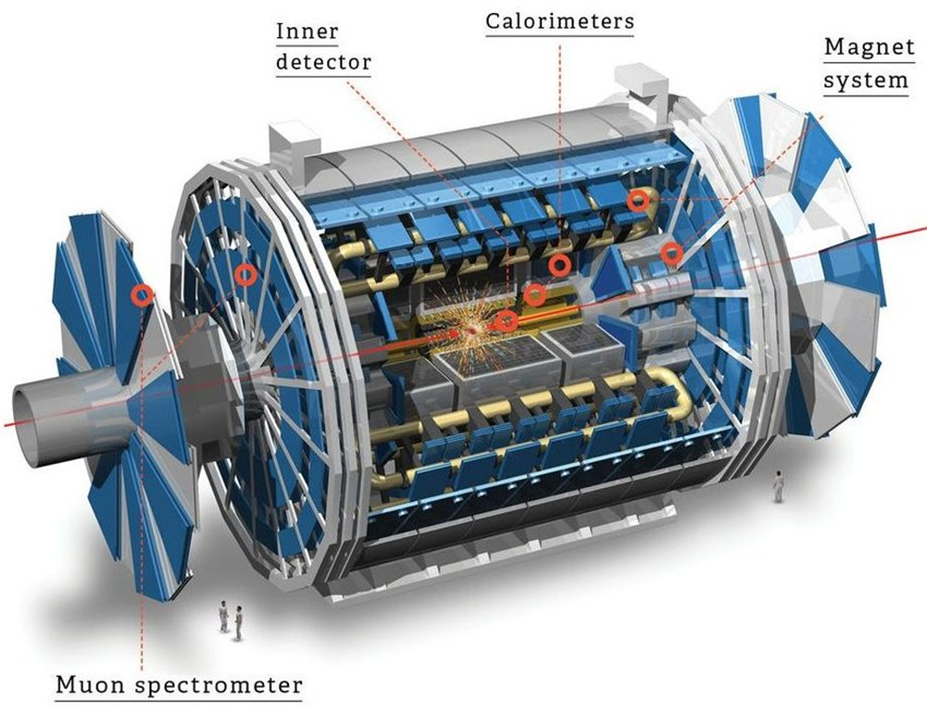 Inner
detector
Calorimeters
Magnet
system
Muon spectrometer